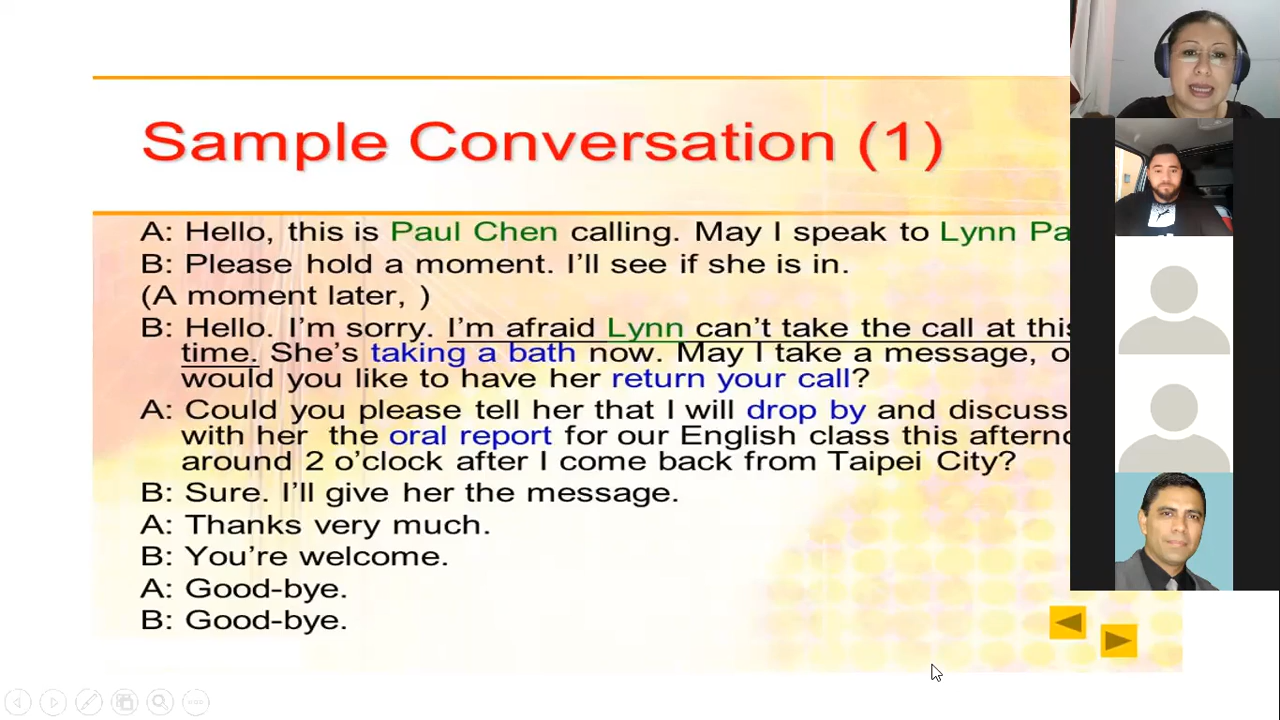 Sample Conversation (1)
A: Hello, this is Paul Chen calling. May I speak to Lynn
B: Please hold a moment. I'll see if she is in.
(A moment later, )
B: Hello. I'm sorry. I'm afraid Lynn can't take the call at this
time. She's taking a bath now. May I take a message,
would you like to have her return your call?
A: Could you please tell her that I will drop by and discuss
with her the oral report for our English class this
around 2 o'clock after I come back from Taipei City?
B: Sure. I'll give her the message.
A: Thanks very much.
B: You're welcome.
A: Good-bye.
B: Good-bye.